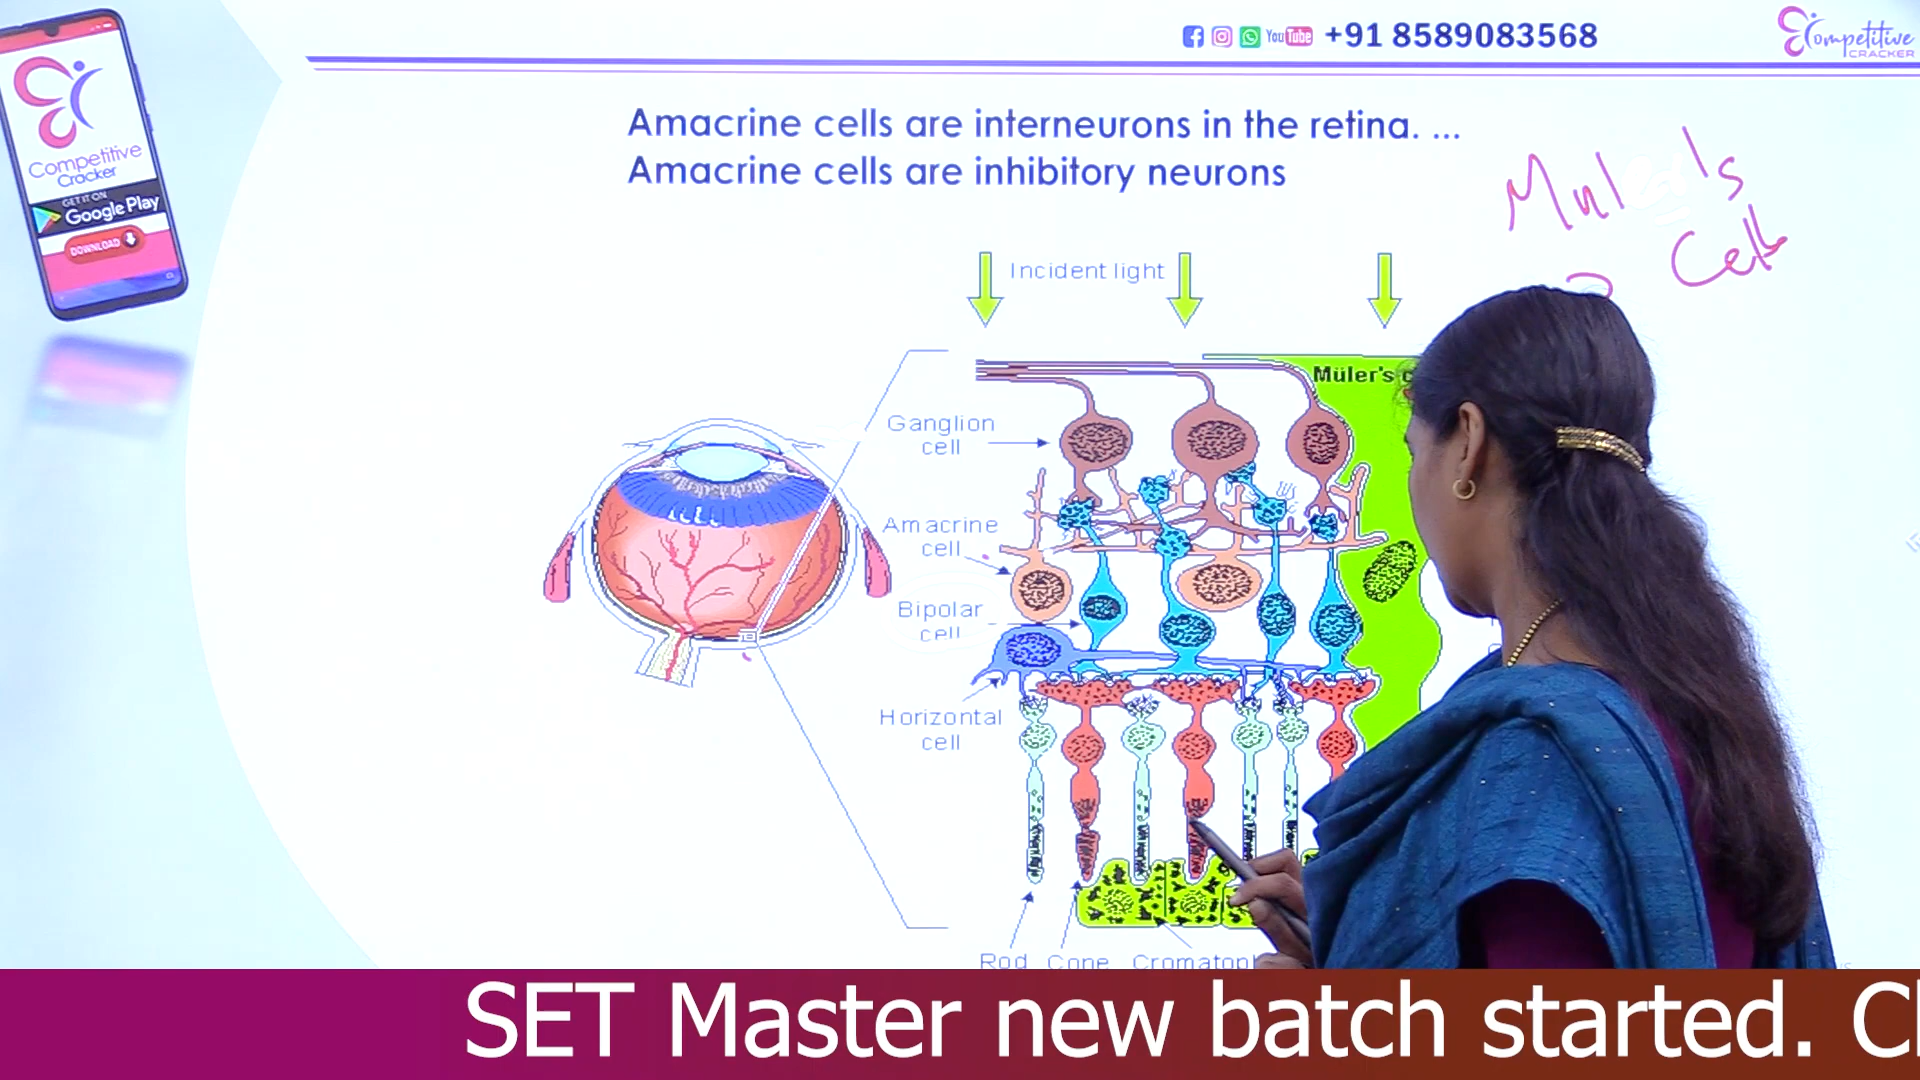 YouTube +91 8589083568
Competitive
CRACKER
Competitive
Cracker
GET IT ON
Google Play
DOWNLOAD
Amacrine cells are interneurons in the retina. ...
Amacrine cells are inhibitory neurons
Cell
Incident light
Müler's
Ganglion
cell
Amacrine
cell
Bipolar
cell
Horizontal
cell
Rod Cone
SET Master new batch started.